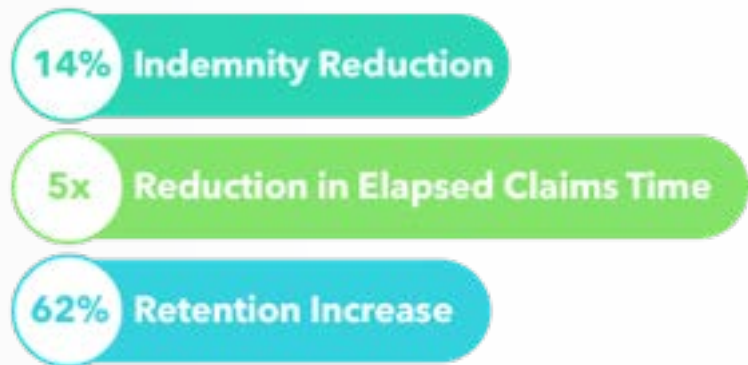 14% Indemnity Reduction
5x Reduction in Elapsed Claims Time
62% Retention Increase